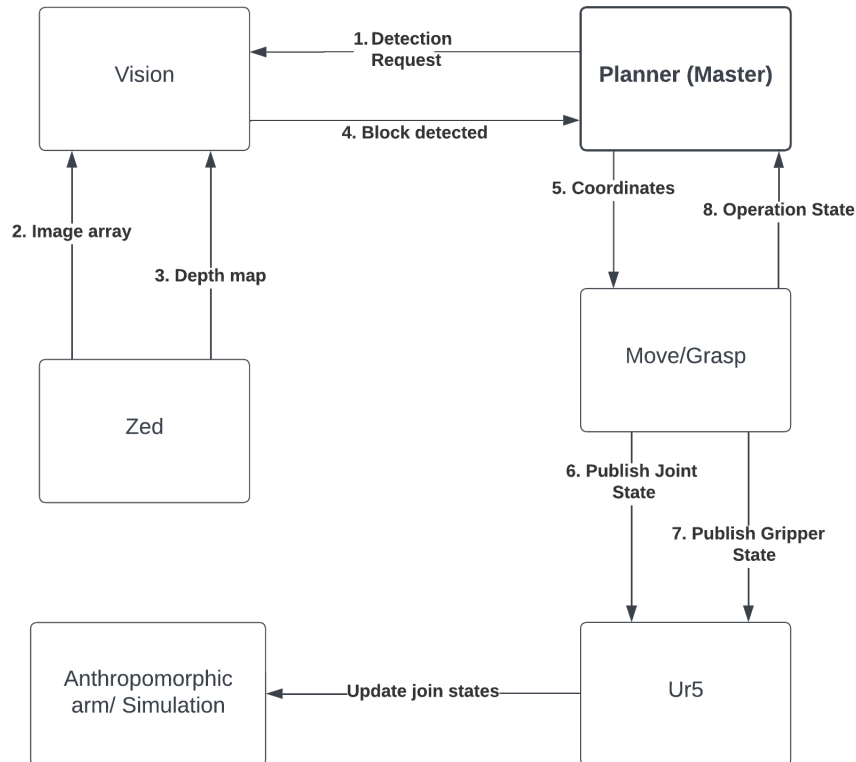 1. Detection
Request
Vision
Planner (Master)
4. Block detected
5. Coordinates
8. Operation State
2. Image array
3. Depth map
Move/Grasp
Zed
6. Publish Joint
State
7. Publish Gripper
State
Anthropomorphic
arm/ Simulation
Update join states
Ur5